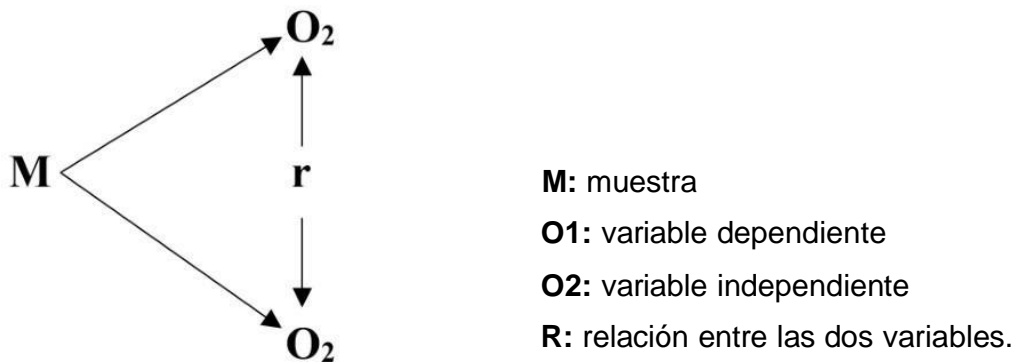 O₂
M
r
O₂
M: muestra
O1: variable dependiente
O2: variable independiente
R: relación entre las dos variables.